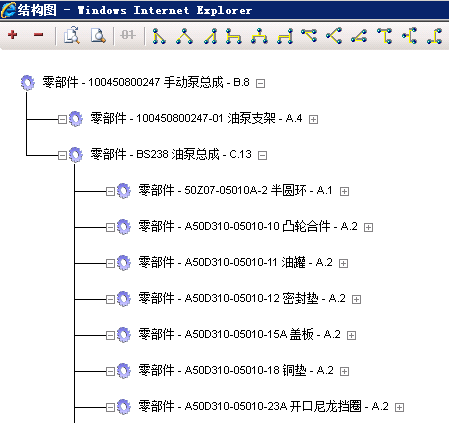 结构图 - Windows Internet Explorer
零部件 - 100450800247 手动泵总成 - B.8
零部件 - 100450800247-01 油泵支架 - A.4
零部件 - BS238 油泵总成 - C.13
零部件 - 50Z07-05010A-2 半圆环 - A.1
零部件 - A50D310-05010-10 凸轮合件 - A.2
零部件 - A50D310-05010-11 油罐 - A.2
零部件 - A50D310-05010-12 密封垫 - A.2
零部件 - A50D310-05010-15A 盖板 - A.2
零部件 - A50D310-05010-18 铜垫 - A.2
零部件 - A50D310-05010-23A 开口尼龙挡圈 - A.2